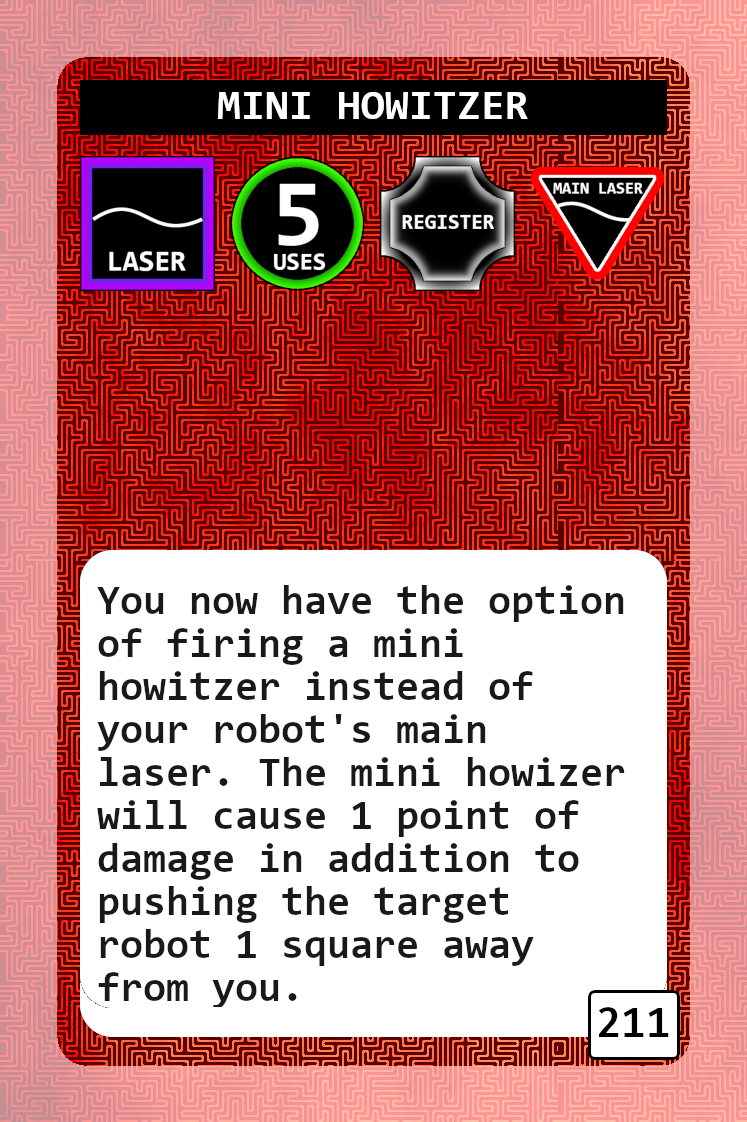 MINI HOWITZER
LASER
5
USES
REGISTER
MAIN LASER
You now have the option
of firing a mini
howitzer instead of
your robot's main
laser. The mini howizer
will cause 1 point of
damage in addition to
pushing the target
robot 1 square away
from you.
211